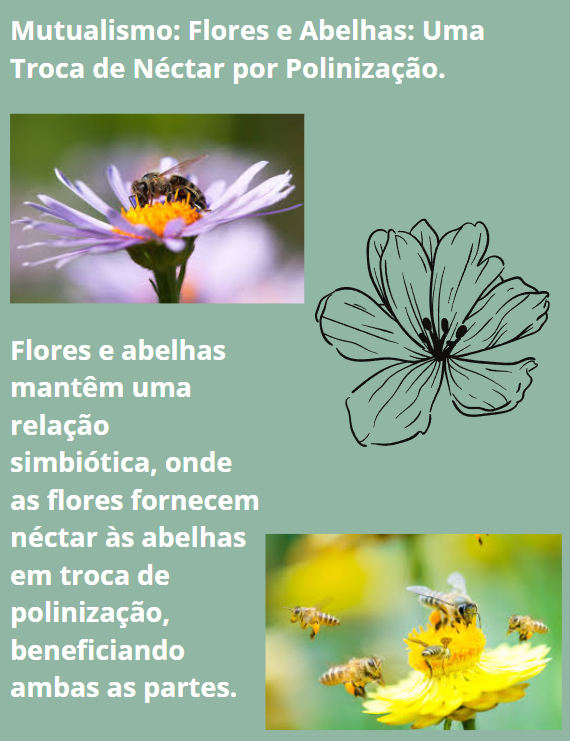 Mutualismo: Flores e Abelhas: Uma
Troca de Néctar por Polinização.
Flores e abelhas
mantêm uma
relação
simbiótica, onde
as flores fornecem
néctar às abelhas
em troca de
polinização,
beneficiando
ambas as partes.